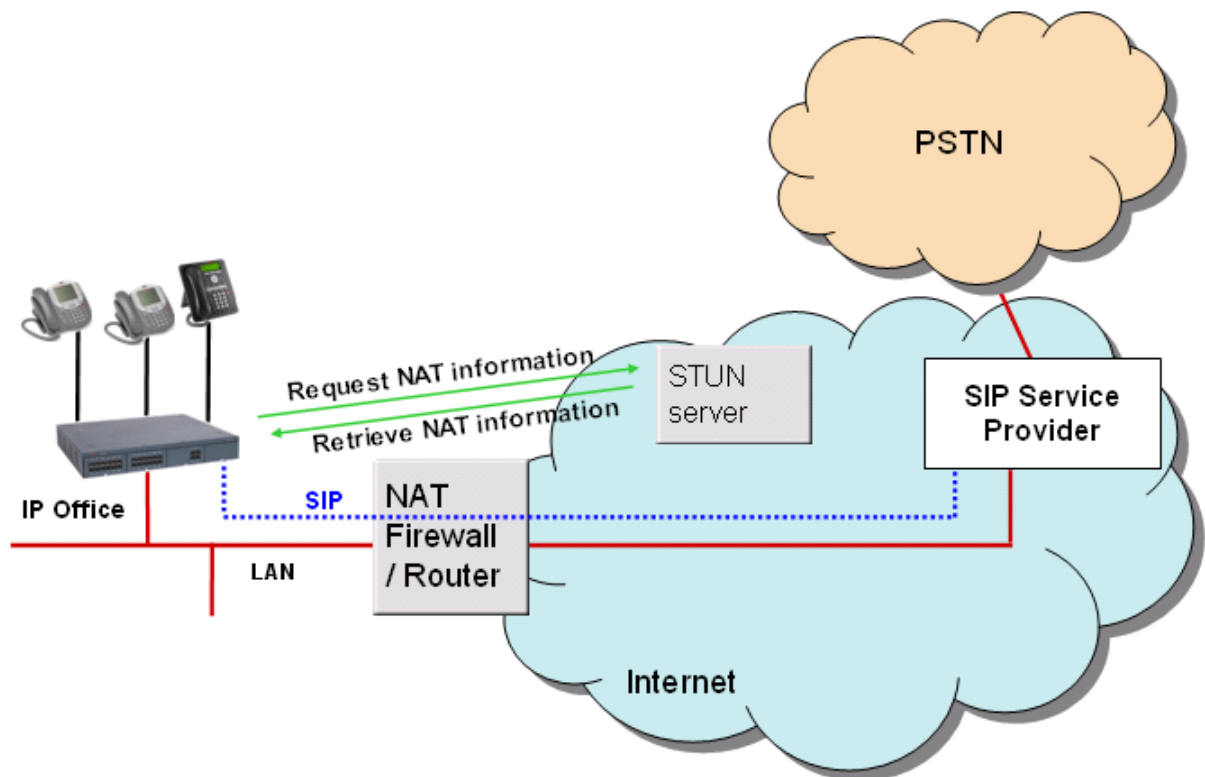 PSTN
Request NAT information
Retrieve NAT information
STUN
server
SIP Service
Provider
IP Office
SIP
NAT
Firewall
/ Router
LAN
Internet